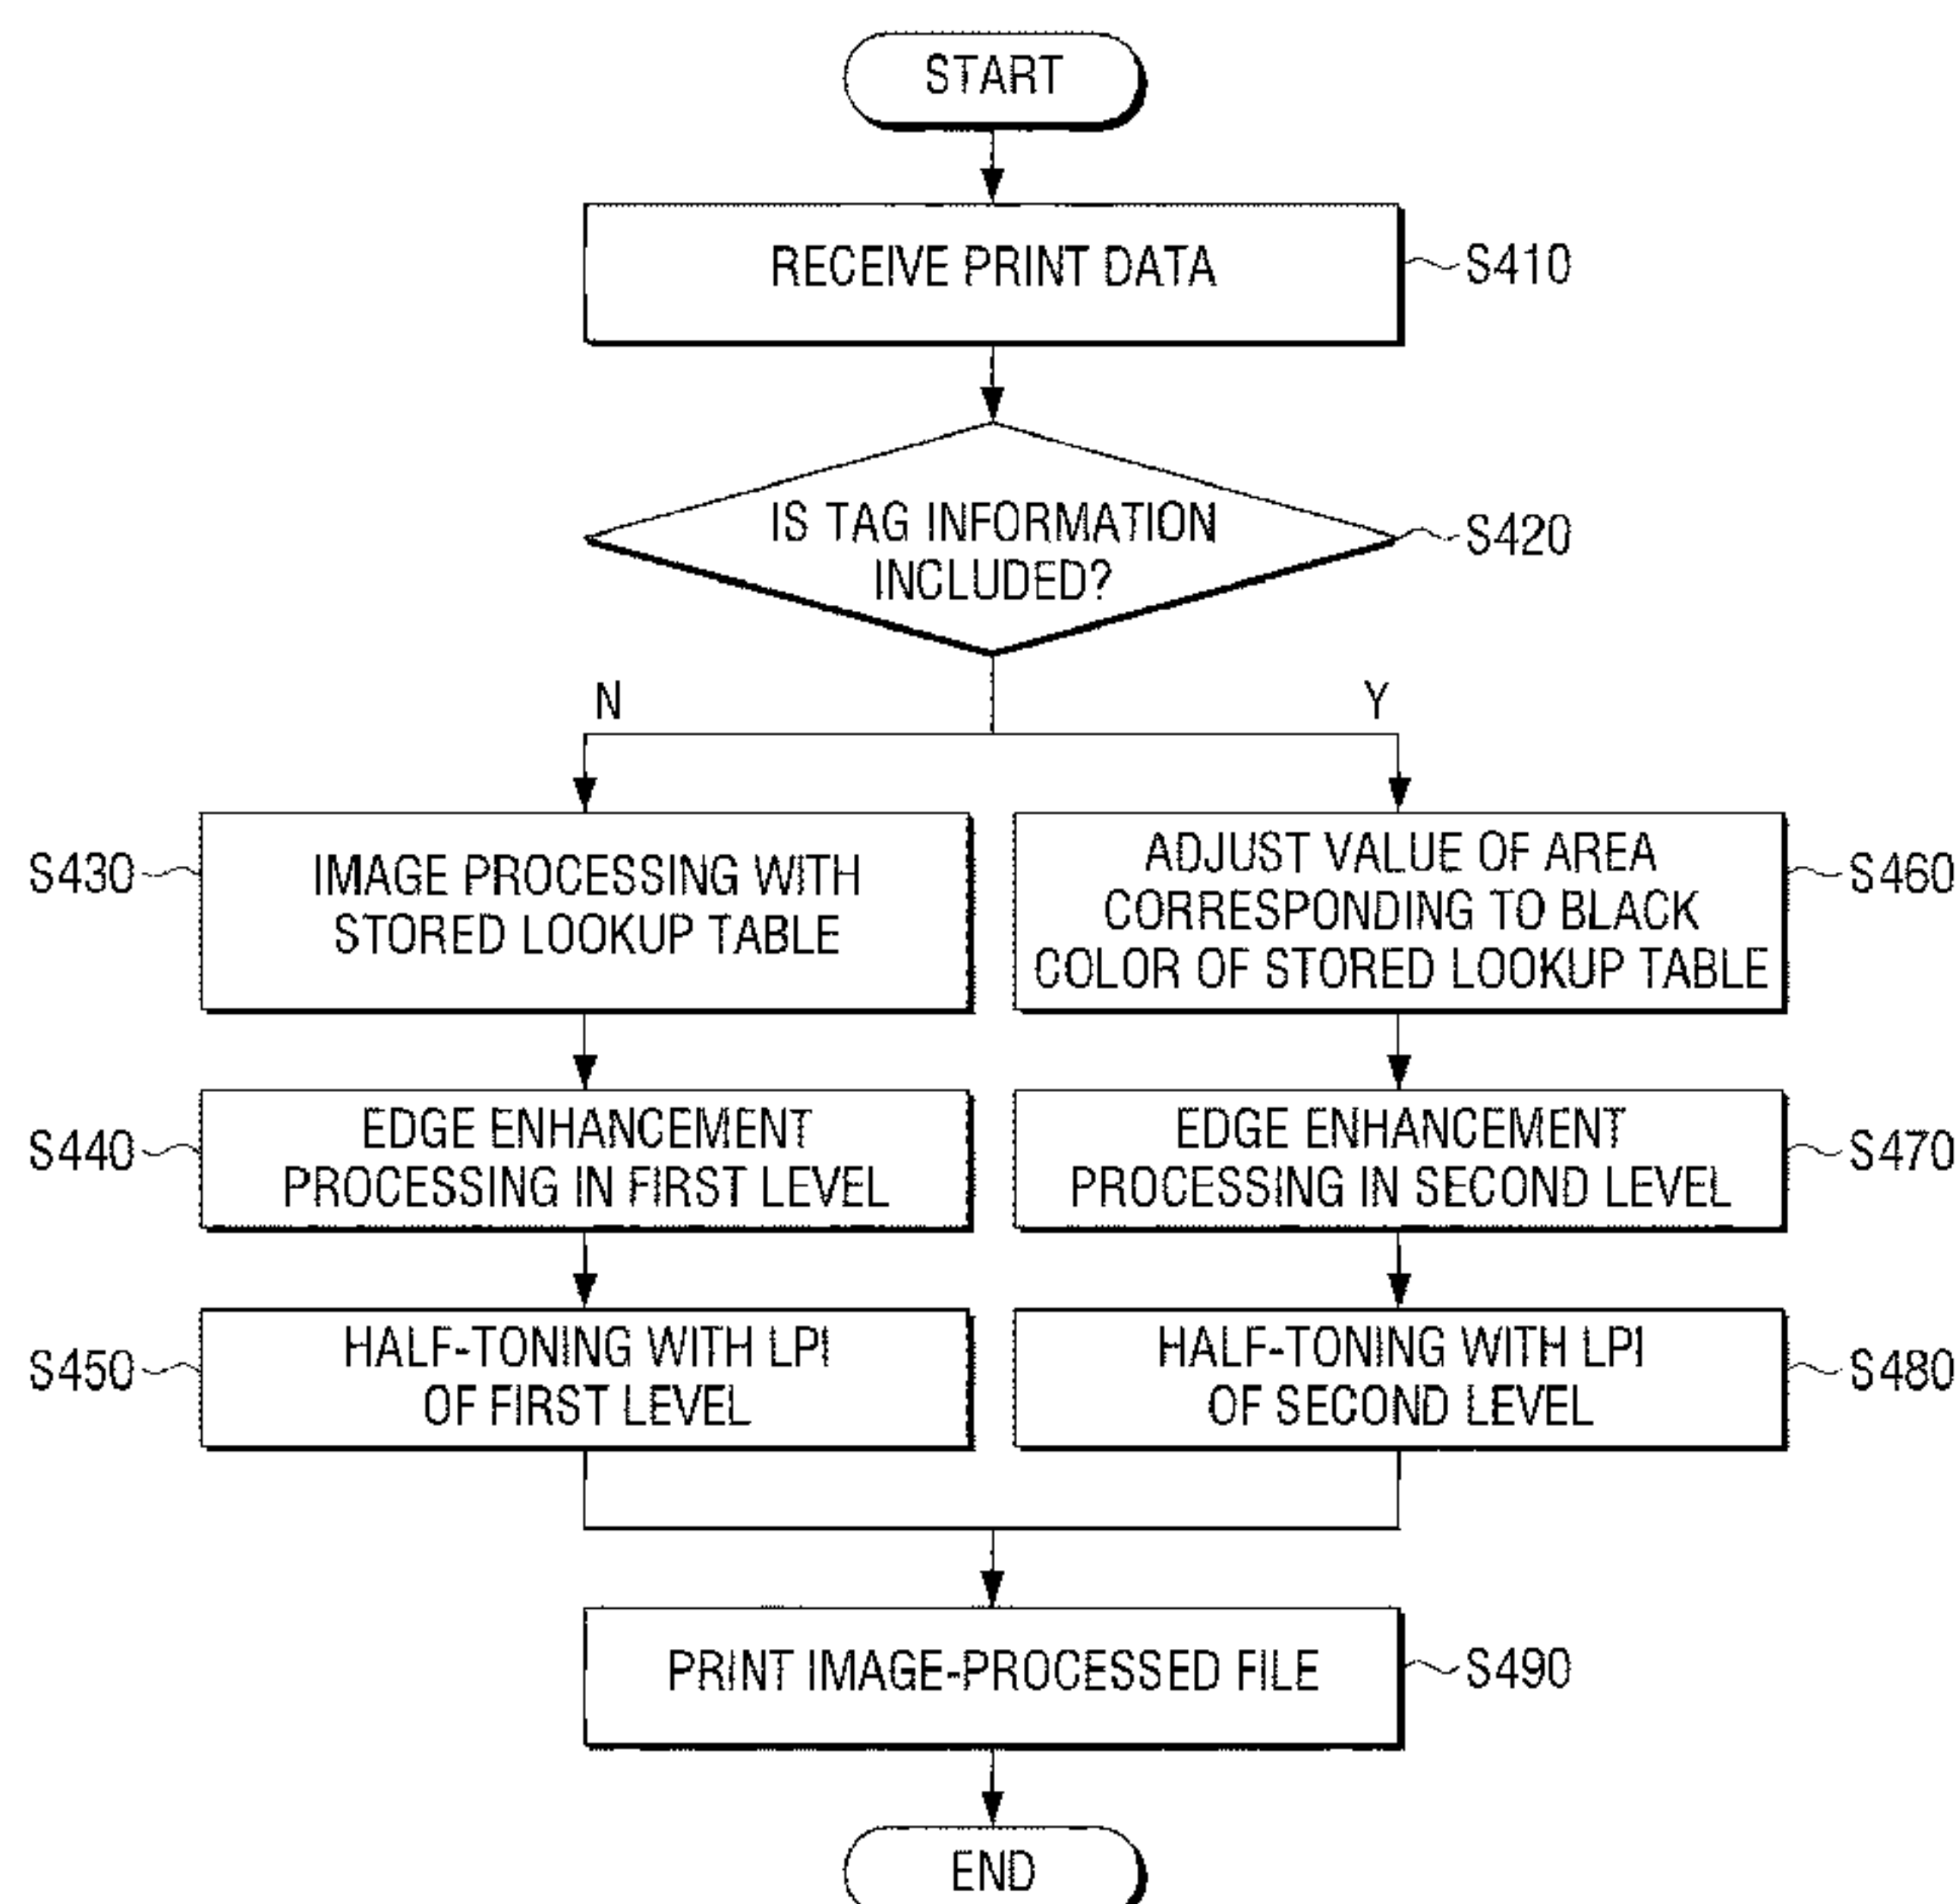 START
RECEIVE PRINT DATA
S410
IS TAG INFORMATION
INCLUDED?
S420
N
Y
S430
IMAGE PROCESSING WITH
STORED LOOKUP TABLE
ADJUST VALUE OF AREA
CORRESPONDING TO BLACK
COLOR OF STORED LOOKUP TABLE
S460
S440
EDGE ENHANCEMENT
PROCESSING IN FIRST LEVEL
EDGE ENHANCEMENT
PROCESSING IN SECOND LEVEL
S470
S450
HALF-TONING WITH LPI
OF FIRST LEVEL
HALF-TONING WITH LPI
OF SECOND LEVEL
S480
PRINT IMAGE-PROCESSED FILE
S490
END